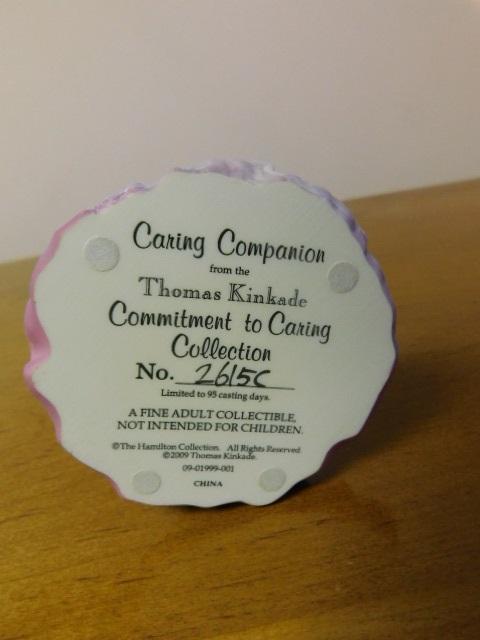 Caring Companion
from the
Thomas Kinkade
Commitment to Caring
Collection
No. 2615C
Limited to 95 casting days.
A FINE ADULT COLLECTIBLE,
NOT INTENDED FOR CHILDREN.
©The Hamilton Collection. All Rights Reserved.
©2009 Thomas Kinkade.
09-01999-001
CHINA